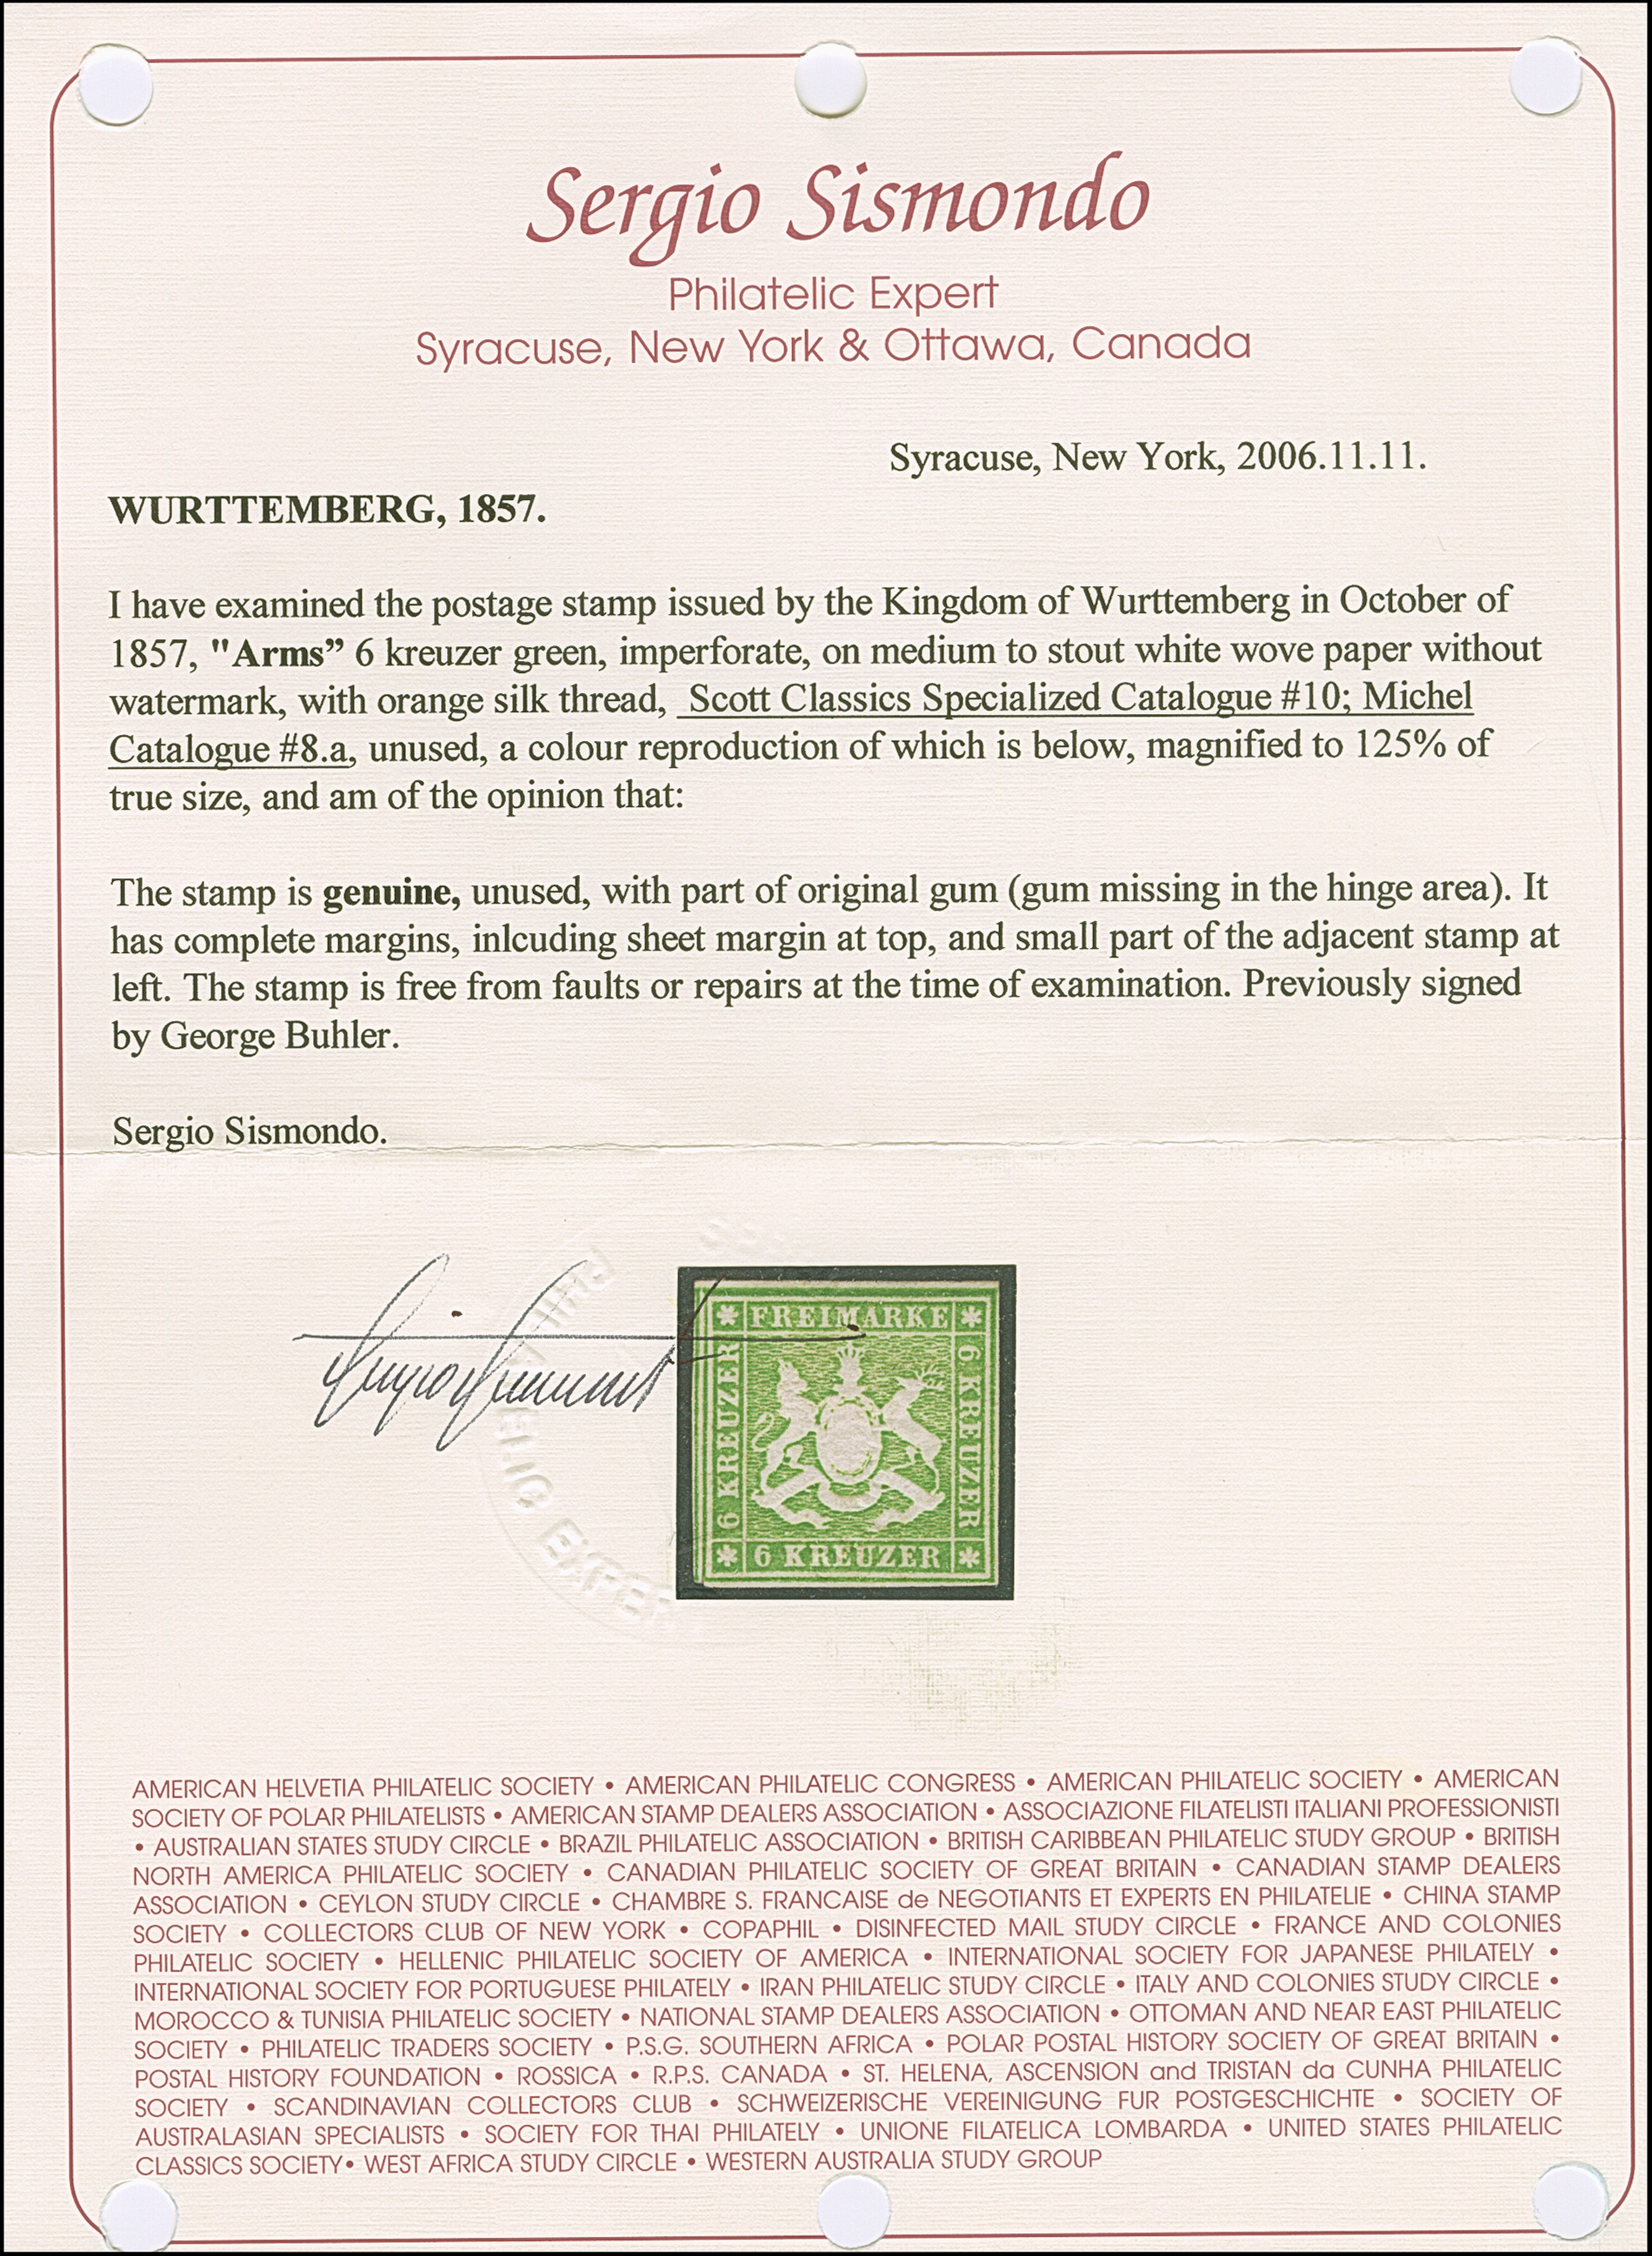 Sergio Sismondo
Philatelic Expert
Syracuse, New York & Ottawa, Canada
Syracuse, New York, 2006.11.11.
WURTTEMBERG, 1857.
I have examined the postage stamp issued by the Kingdom of Wurttemberg in October of
1857, "Arms” 6 kreuzer green, imperforate, on medium to stout white wove paper without
watermark, with orange silk thread, Scott Classics Specialized Catalogue #10; Michel
Catalogue #8.a, unused, a colour reproduction of which is below, magnified to 125% of
true size, and am of the opinion that:
The stamp is genuine, unused, with part of original gum (gum missing in the hinge area). It
has complete margins, inlcuding sheet margin at top, and small part of the adjacent stamp at
left. The stamp is free from faults or repairs at the time of examination. Previously signed
by George Buhler.
Sergio Sismondo.
FREIMARKE
6 KREUZER
6 KREUZER
6 KREUZER
AMERICAN HELVETIA PHILATELIC SOCIETY • AMERICAN PHILATELIC CONGRESS • AMERICAN PHILATELIC SOCIETY • AMERICAN
SOCIETY OF POLAR PHILATELISTS • AMERICAN STAMP DEALERS ASSOCIATION • ASSOCIAZIONE FILATELISTI ITALIANI PROFESSIONISTI
• AUSTRALIAN STATES STUDY CIRCLE • BRAZIL PHILATELIC ASSOCIATION • BRITISH CARIBBEAN PHILATELIC STUDY GROUP • BRITISH
NORTH AMERICA PHILATELIC SOCIETY • CANADIAN PHILATELIC SOCIETY OF GREAT BRITAIN • CANADIAN STAMP DEALERS
ASSOCIATION • CEYLON STUDY CIRCLE • CHAMBRE S. FRANCAISE de NEGOTIANTS ET EXPERTS EN PHILATELIE • CHINA STAMP
SOCIETY • COLLECTORS CLUB OF NEW YORK • COPAPHIL • DISINFECTED MAIL STUDY CIRCLE • FRANCE AND COLONIES
PHILATELIC SOCIETY • HELLENIC PHILATELIC SOCIETY OF AMERICA • INTERNATIONAL SOCIETY FOR JAPANESE PHILATELY •
INTERNATIONAL SOCIETY FOR PORTUGUESE PHILATELY • IRAN PHILATELIC STUDY CIRCLE • ITALY AND COLONIES STUDY CIRCLE •
MOROCCO & TUNISIA PHILATELIC SOCIETY • NATIONAL STAMP DEALERS ASSOCIATION • OTTOMAN AND NEAR EAST PHILATELIC
SOCIETY • PHILATELIC TRADERS SOCIETY • P.S.G. SOUTHERN AFRICA • POLAR POSTAL HISTORY SOCIETY OF GREAT BRITAIN •
POSTAL HISTORY FOUNDATION • ROSSICA • R.P.S. CANADA • ST. HELENA, ASCENSION and TRISTAN da CUNHA PHILATELIC
SOCIETY • SCANDINAVIAN COLLECTORS CLUB • SCHWEIZERISCHE VEREINIGUNG FUR POSTGESCHICHTE • SOCIETY OF
AUSTRALASIAN SPECIALISTS • SOCIETY FOR THAI PHILATELY • UNIONE FILATELICA LOMBARDA • UNITED STATES PHILATELIC
CLASSICS SOCIETY• WEST AFRICA STUDY CIRCLE • WESTERN AUSTRALIA STUDY GROUP